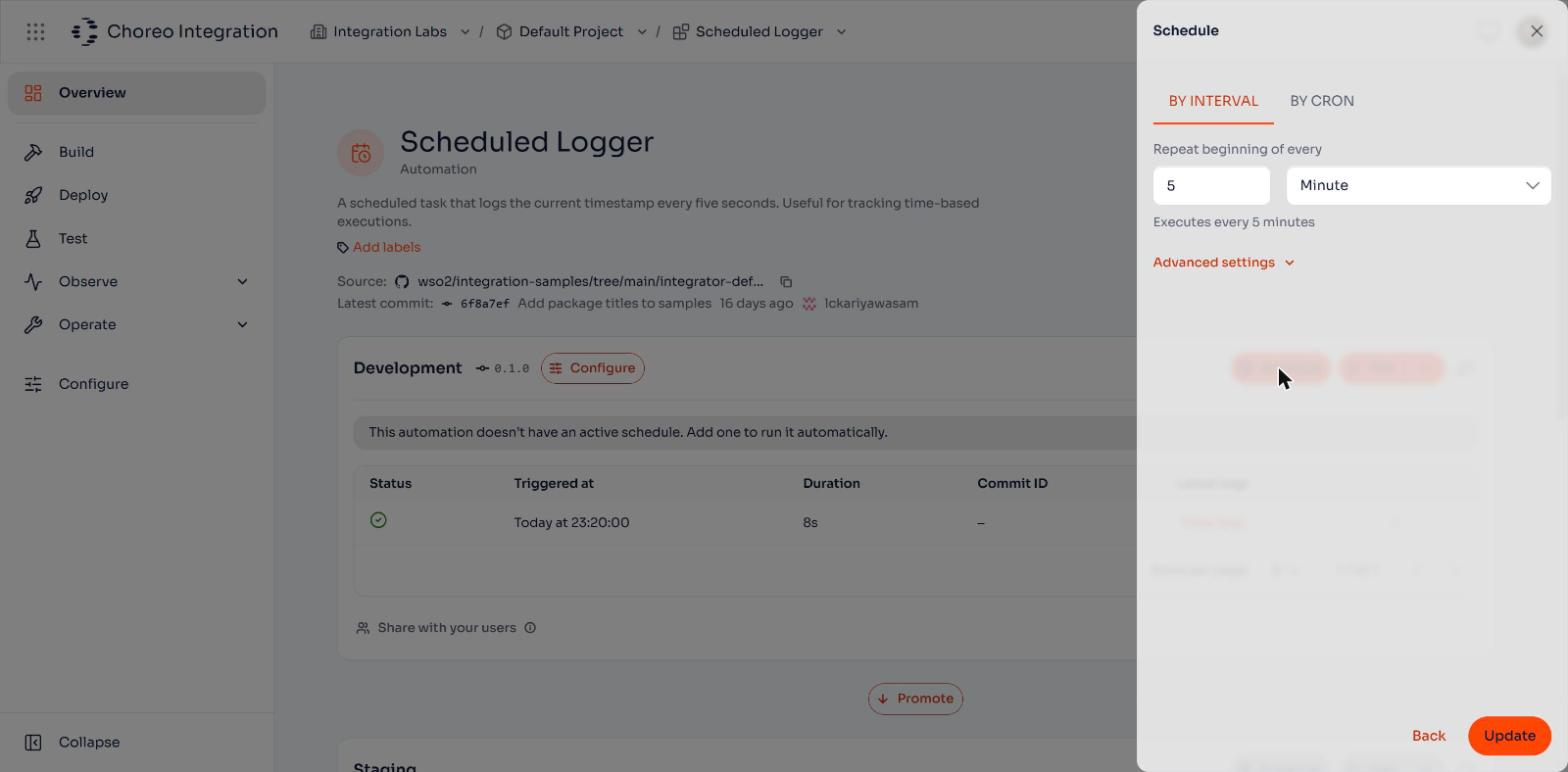 Choreo Integration
Integration Labs / Default Project / Scheduled Logger
Overview
Build
Deploy
Test
Observe
Operate
Configure
Collapse
Scheduled Logger
Automation
A scheduled task that logs the current timestamp every five seconds. Useful for tracking time-based
executions.
Add labels
Source: wso2/integration-samples/tree/main/integrator-def...
Latest commit: 6f8a7ef Add package titles to samples 16 days ago lckariyawasam
Development 0.1.0 Configure
This automation doesn't have an active schedule. Add one to run it automatically.
Status Triggered at Duration Commit ID
Today at 23:20:00 8s –
Share with your users
Promote
Staging
Schedule
BY INTERVAL BY CRON
Repeat beginning of every
5 Minute
Executes every 5 minutes
Advanced settings
Back Update